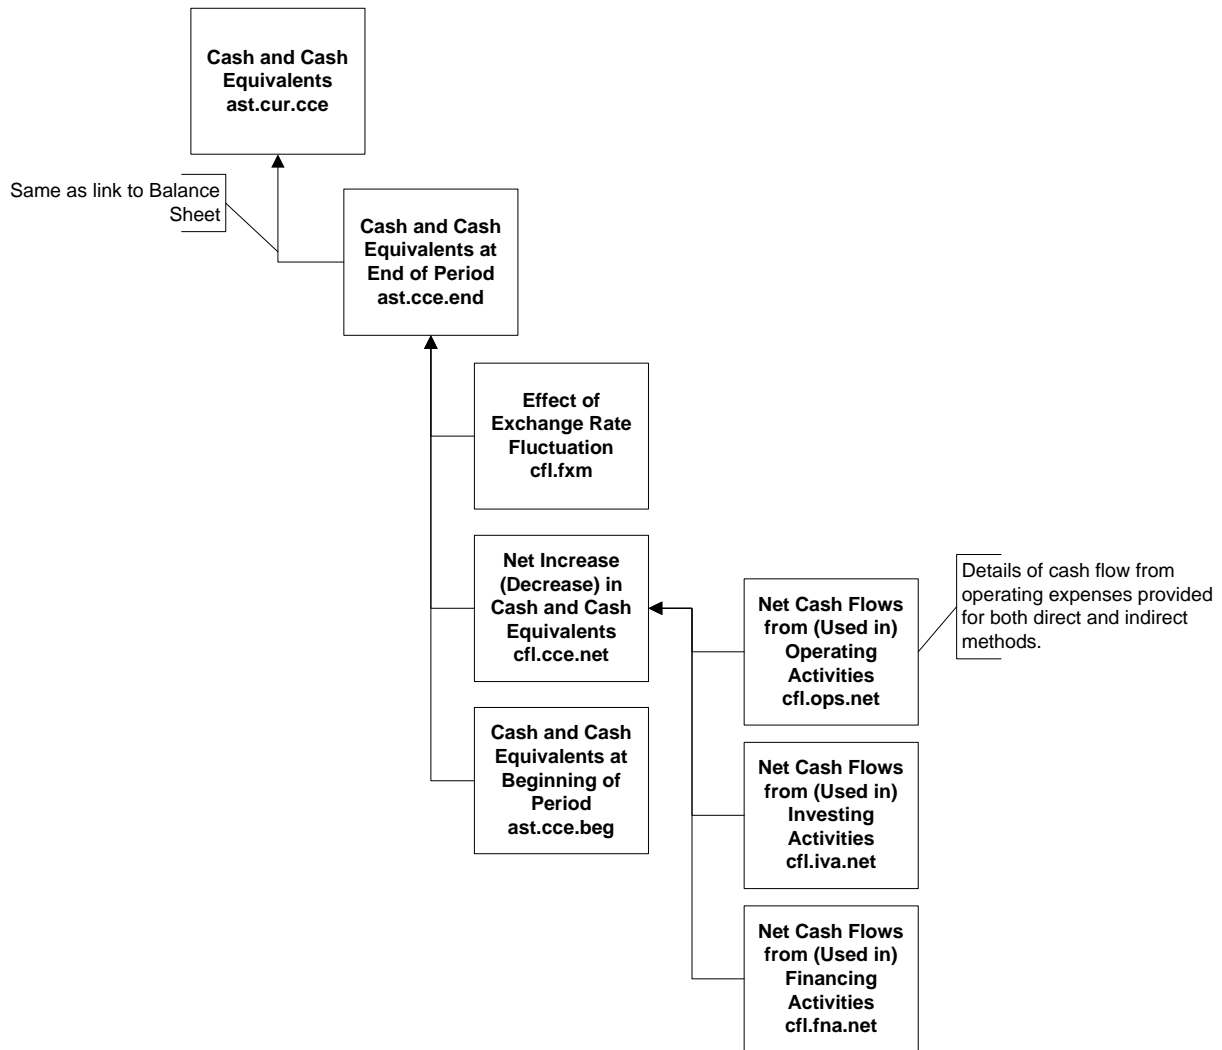 Cash and Cash
Equivalents
ast.cur.cce
Same as link to Balance
Sheet
Cash and Cash
Equivalents at
End of Period
ast.cce.end
Effect of
Exchange Rate
Fluctuation
cfl.fxm
Net Increase
(Decrease) in
Cash and Cash
Equivalents
cfl.cce.net
Cash and Cash
Equivalents at
Beginning of
Period
ast.cce.beg
Net Cash Flows
from (Used in)
Operating
Activities
cfl.ops.net
Details of cash flow from
operating expenses provided
for both direct and indirect
methods.
Net Cash Flows
from (Used in)
Investing
Activities
cfl.iva.net
Net Cash Flows
from (Used in)
Financing
Activities
cfl.fna.net